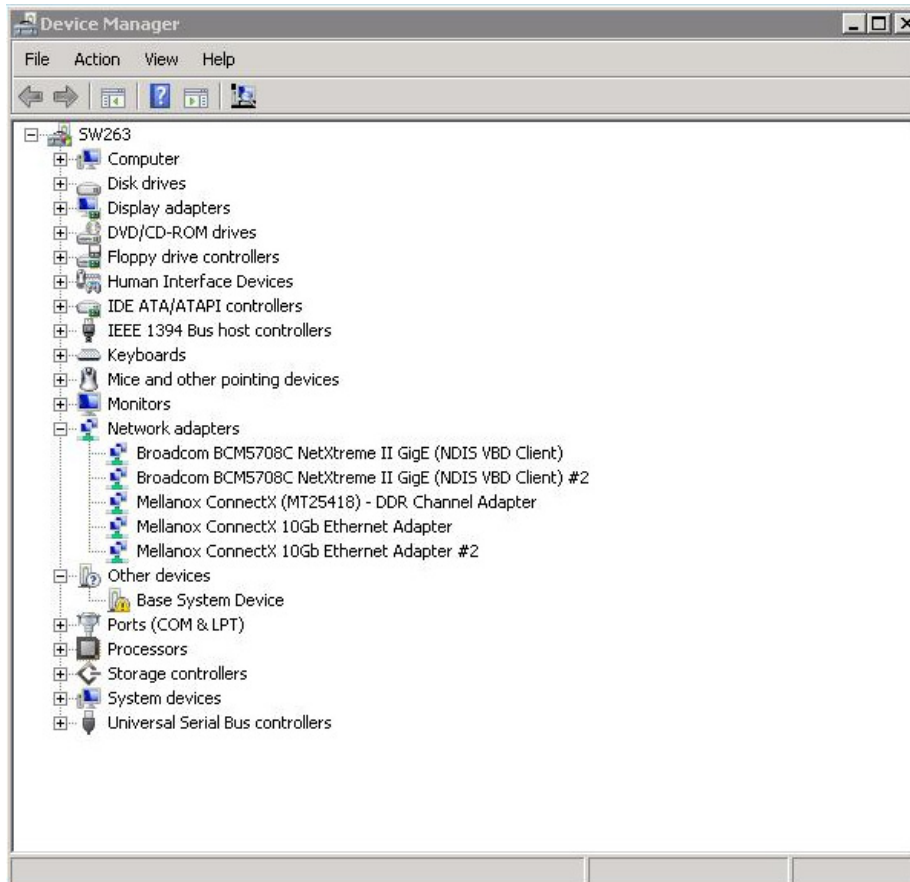 Device Manager
File Action View Help
SW263
Computer
Disk drives
Display adapters
DVD/CD-ROM drives
Floppy drive controllers
Human Interface Devices
IDE ATA/ATAPI controllers
IEEE 1394 Bus host controllers
Keyboards
Mice and other pointing devices
Monitors
Network adapters
Broadcom BCM5708C NetXtreme II GigE (NDIS VBD Client)
Broadcom BCM5708C NetXtreme II GigE (NDIS VBD Client) #2
Mellanox ConnectX (MT25418) - DDR Channel Adapter
Mellanox ConnectX 10Gb Ethernet Adapter
Mellanox ConnectX 10Gb Ethernet Adapter #2
Other devices
Base System Device
Ports (COM & LPT)
Processors
Storage controllers
System devices
Universal Serial Bus controllers